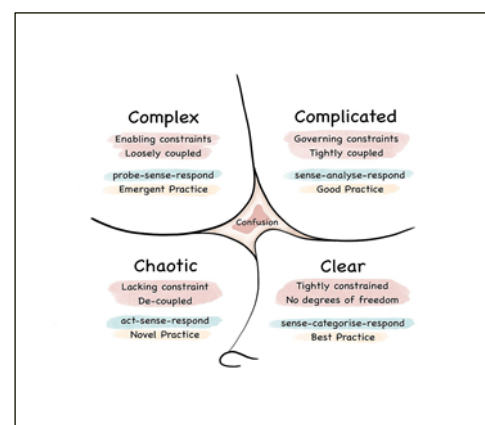 Complex
Enabling constraints
Loosely coupled
probe-sense-respond
Emergent Practice
Complicated
Governing constraints
Tightly coupled
sense-analyse-respond
Good Practice
Confusion
Chaotic
Lacking constraint
De-coupled
act-sense-respond
Novel Practice
Clear
Tightly constrained
No degrees of freedom
sense-categorise-respond
Best Practice